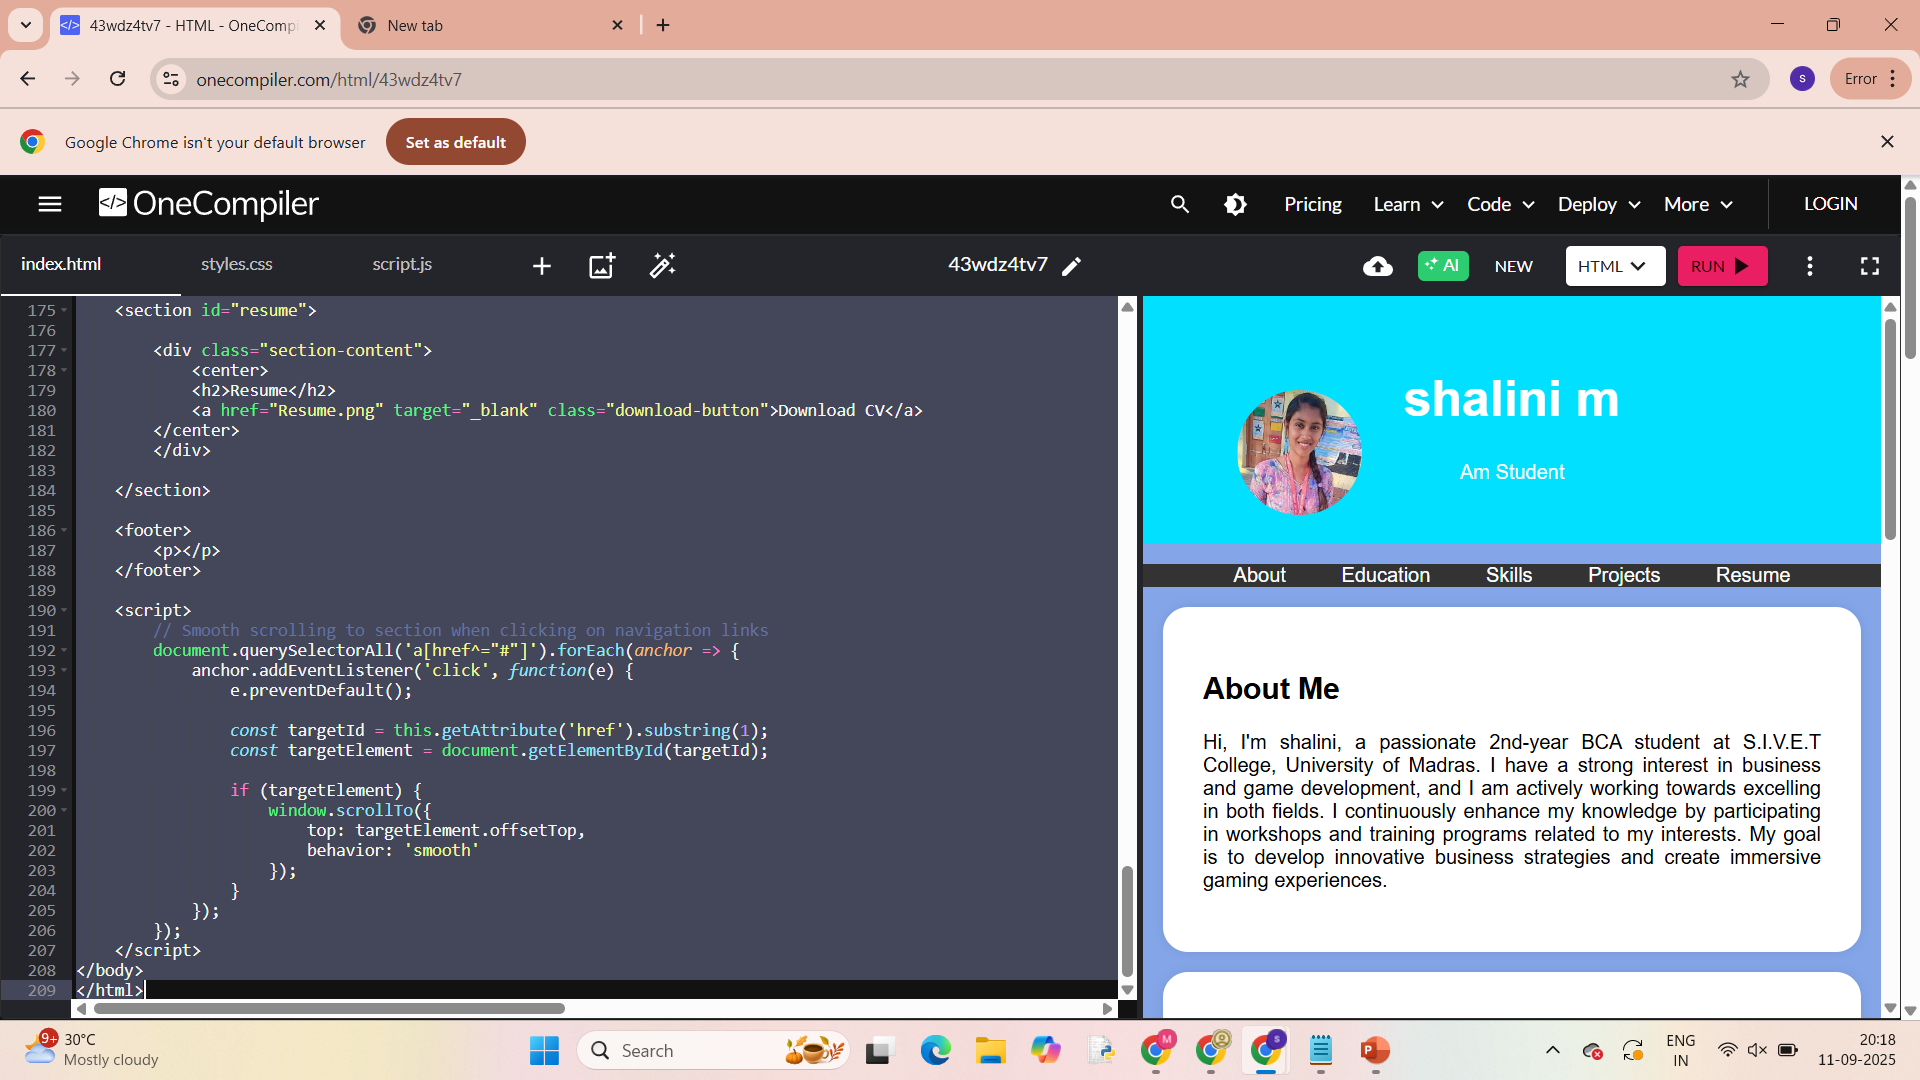 43wdz4tv7 - HTML - OneComp
New tab
onecompiler.com/html/43wdz4tv7
S
Error
Google Chrome isn't your default browser
Set as default
</> OneCompiler
Pricing
Learn
Code
Deploy
More
LOGIN
index.html
styles.css
script.js
43wdz4tv7
AI
NEW
HTML
RUN
175 <section id="resume">
176
177 <div class="section-content">
178 <center>
179 <h2>Resume</h2>
180 <a href="Resume.png" target="_blank" class="download-button">Download CV</a>
181 </center>
182 </div>
183
184 </section>
185
186 <footer>
187 <p></p>
188 </footer>
189
190 <script>
191 // Smooth scrolling to section when clicking on navigation links
192 document.querySelectorAll('a[href^="#"]').forEach(anchor => {
193 anchor.addEventListener('click', function(e) {
194 e.preventDefault();
195
196 const targetId = this.getAttribute('href').substring(1);
197 const targetElement = document.getElementById(targetId);
198
199 if (targetElement) {
200 window.scrollTo({
201 top: targetElement.offsetTop,
202 behavior: 'smooth'
203 });
204 }
205 });
206 });
207 </script>
208 </body>
209 </html>
shalini m
Am Student
About Education Skills Projects Resume
About Me
Hi, I'm shalini, a passionate 2nd-year BCA student at S.I.V.E.T
College, University of Madras. I have a strong interest in business
and game development, and I am actively working towards excelling
in both fields. I continuously enhance my knowledge by participating
in workshops and training programs related to my interests. My goal
is to develop innovative business strategies and create immersive
gaming experiences.
9+
30°C
Mostly cloudy
Search
M
S
P
ENG
IN
20:18
11-09-2025